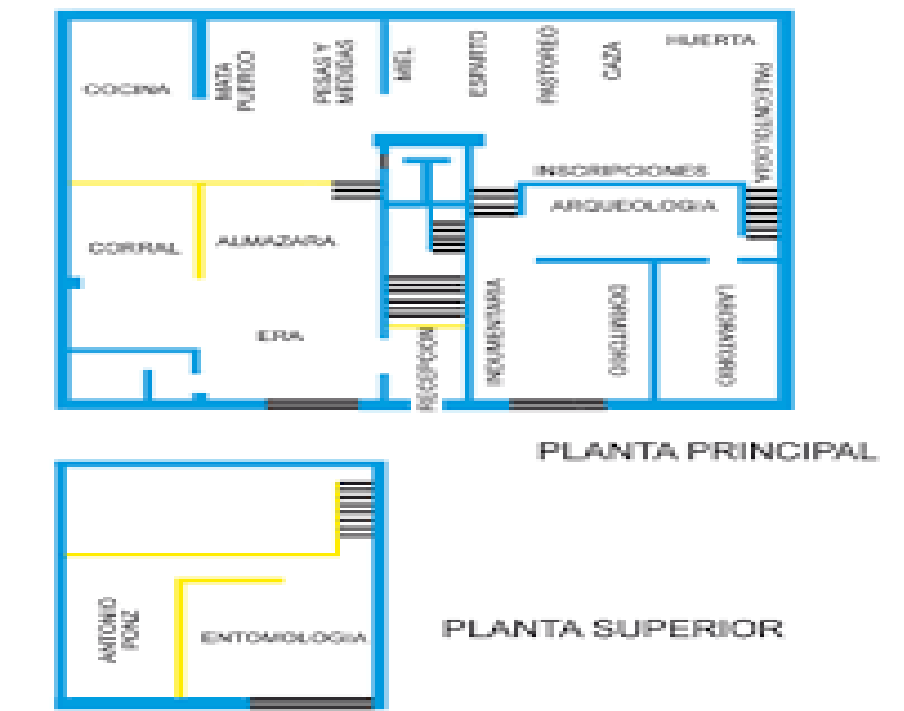 HUERTA
COCINA
MATA
PUERCO
PESAS Y
MEDIDAS
MIEL
ESPARTO
PASTOREO
CAZA
PALEONTOLOGIA
INSCRIPCIONES
ARQUEOLOGIA
CORRAL
ALMAZARA
ERA
RECEPCION
INDUMENTARIA
DORMITORIO
LABORATORIO
PLANTA PRINCIPAL
ANTONIO
PONZ
ENTOMOLOGIA
PLANTA SUPERIOR